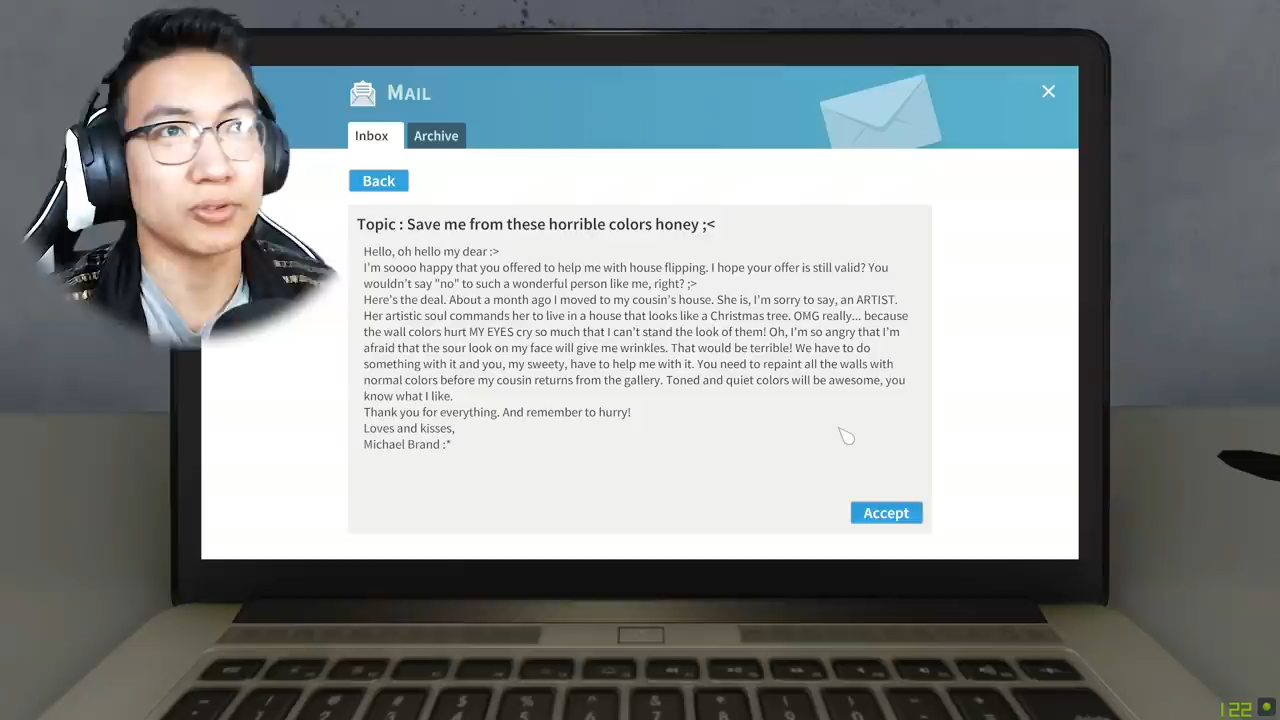 Mail
Inbox
Archive
Back
Topic : Save me from these horrible colors honey ;<
Hello, oh hello my dear :>
I'm soooo happy that you offered to help me with house flipping. I hope your offer is still valid? You
wouldn't say "no" to such a wonderful person like me, right? ;>
Here's the deal. About a month ago I moved to my cousin's house. She is, I'm sorry to say, an ARTIST.
Her artistic soul commands her to live in a house that looks like a Christmas tree. OMG really... because
the wall colors hurt MY EYES cry so much that I can't stand the look of them! Oh, I'm so angry that I'm
afraid that the sour look on my face will give me wrinkles. That would be terrible! We have to do
something with it and you, my sweety, have to help me with it. You need to repaint all the walls with
normal colors before my cousin returns from the gallery. Toned and quiet colors will be awesome, you
know what I like.
Thank you for everything. And remember to hurry!
Loves and kisses,
Michael Brand :*
Accept
122